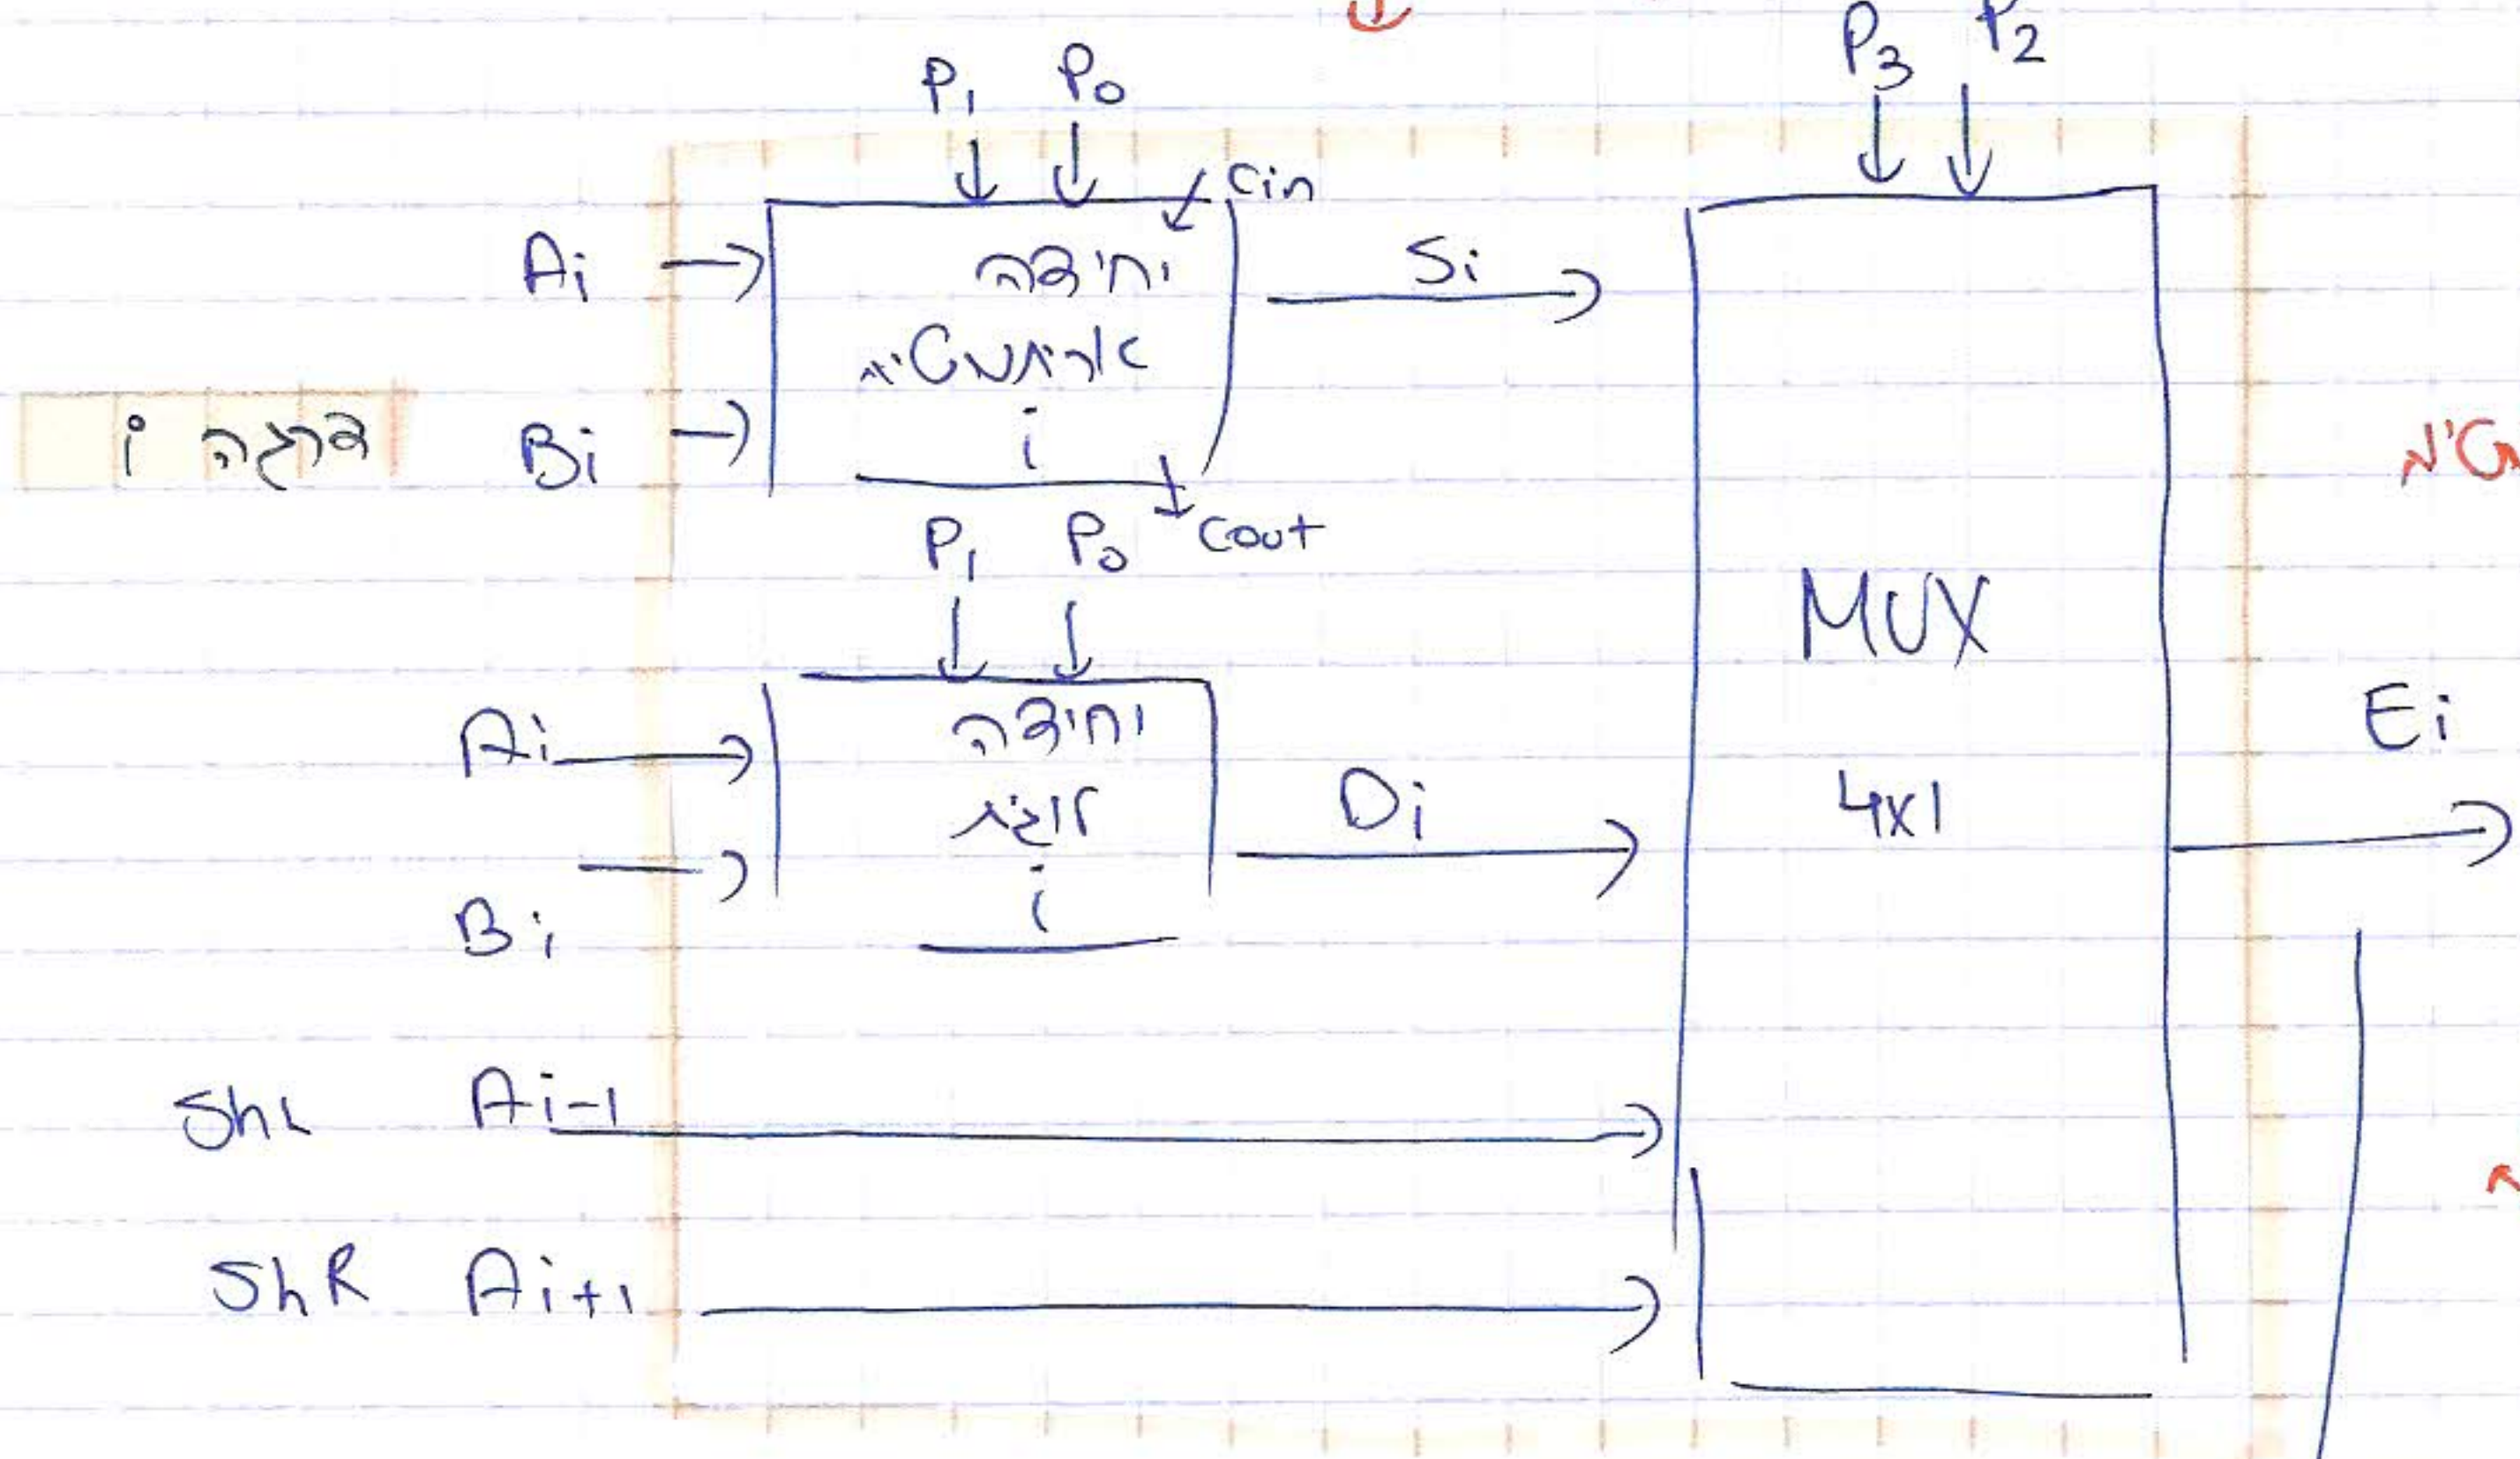 P3 P2
P1 P0
Cin
Ai
יחידה
אריתמטית
i
Si
דרגה i
Bi
Cout
P1 P0
MUX
4x1
Ai
יחידה
לוגית
i
Di
Ei
Bi
ShL Ai-1
ShR Ai+1